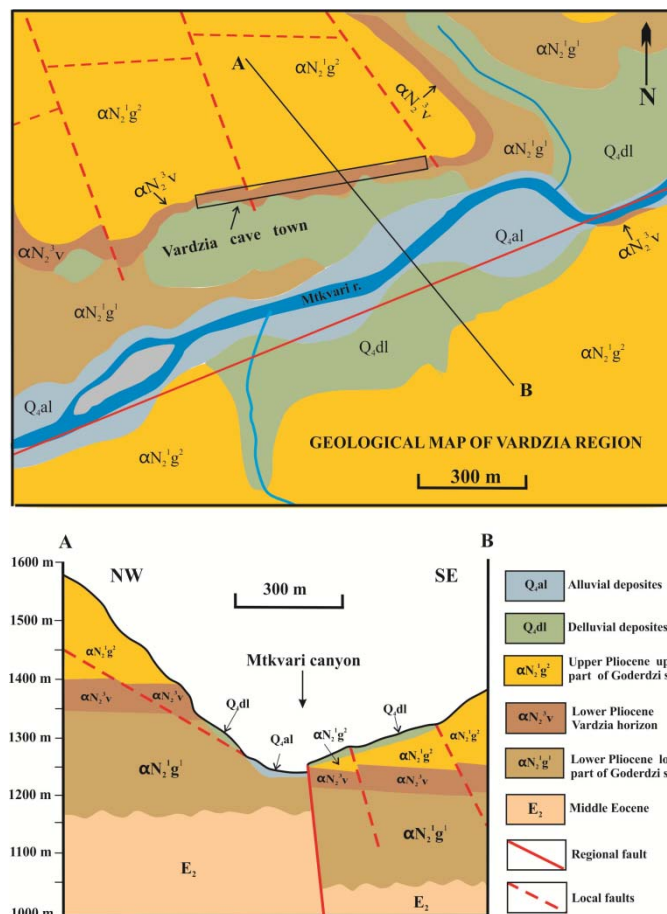 A
αN₂¹g²
αN₂¹g²
αN₂³v
αN₂¹g¹
N
αN₂¹g²
αN₂¹g¹
Q₄dl
αN₂³v
Vardzia cave town
αN₂³v
Q₄al
αN₂³v
αN₂¹g¹
Mtkvari r.
Q₄dl
αN₂¹g²
Q₄al
B
αN₂¹g²
GEOLOGICAL MAP OF VARDZIA REGION
300 m
A
B
1600 m
NW
SE
300 m
1500 m
Mtkvari canyon
αN₂¹g²
1400 m
αN₂³v
αN₂³v
Q₄dl
Q₄al
αN₂¹g²
Q₄dl
αN₂¹g²
1300 m
αN₂¹g²
αN₂¹g¹
αN₂³v
αN₂³v
1200 m
αN₂¹g¹
1100 m
E₂
E₂
1000 m
Q₄al Alluvial deposites
Q₄dl Delluvial deposites
αN₂¹g² Upper Pliocene up
part of Goderdzi s
αN₂³v Lower Pliocene
Vardzia horizon
αN₂¹g¹ Lower Pliocene lo
part of Goderdzi s
E₂ Middle Eocene
Regional fault
Local faults